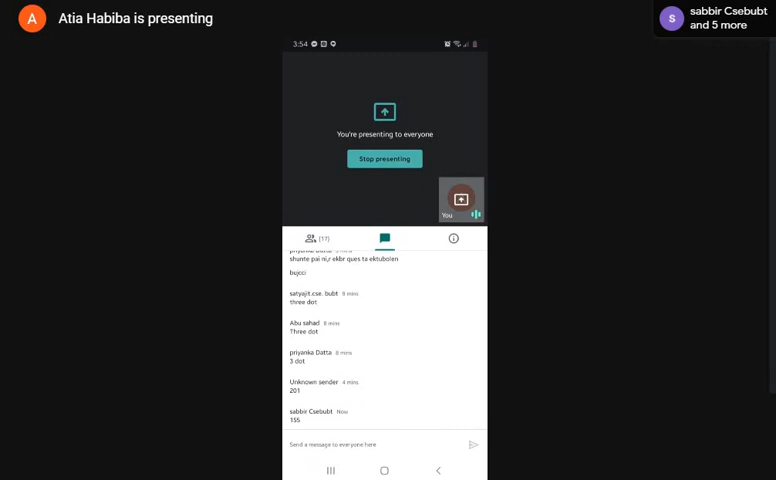 Atia Habiba is presenting
A
S
sabbir Csebubt
and 5 more
3:54
You're presenting to everyone
Stop presenting
You
(17)
shunte pai ni,r ekbr ques ta ektubolen
bujcci
satyajit.cse. bubt 9 mins
three dot
Abu sahad 8 mins
Three dot
priyanka Datta 8 mins
3 dot
Unknown sender 4 mins
201
sabbir Csebubt Now
155
Send a message to everyone here